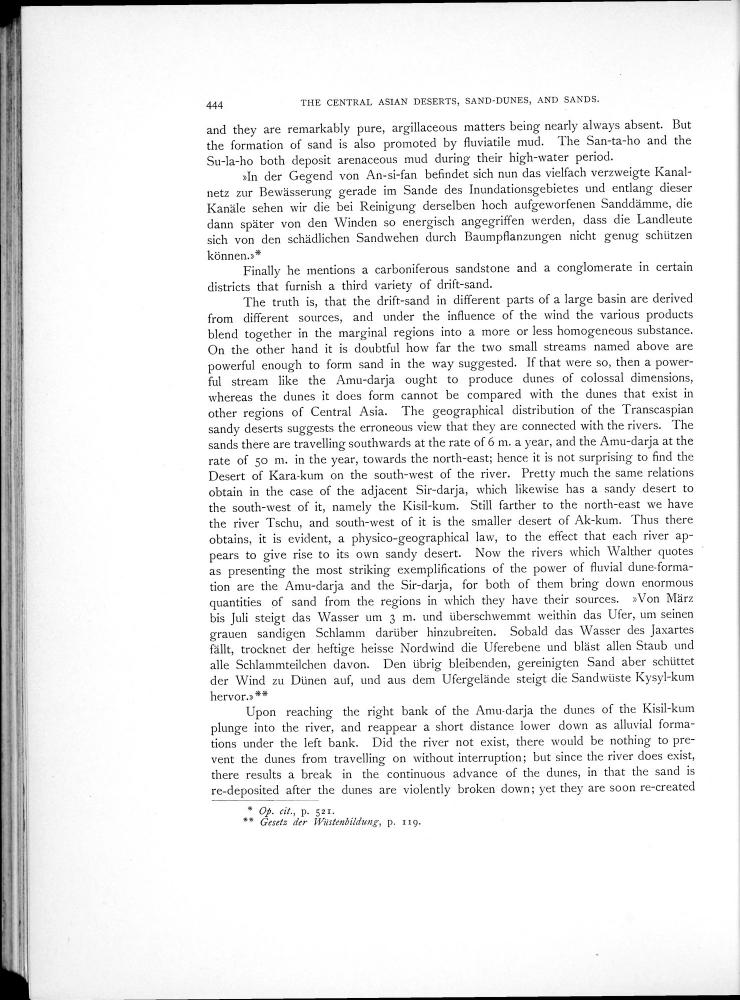 444 THE CENTRAL ASIAN DESERTS, SAND-DUNES, AND SANDS.
and they are remarkably pure, argillaceous matters being nearly always absent. But
the formation of sand is also promoted by fluviatile mud. The San-ta-ho and the
Su-la-ho both deposit arenaceous mud during their high-water period.
»In der Gegend von An-si-fan befindet sich nun das vielfach verzweigte Kanal-
netz zur Bewässerung gerade im Sande des Inundationsgebietes und entlang dieser
Kanäle sehen wir die bei Reinigung derselben hoch aufgeworfenen Sanddämme, die
dann später von den Winden so energisch angegriffen werden, dass die Landleute
sich von den schädlichen Sandwehen durch Baumpflanzungen nicht genug schützen
können.»*
Finally he mentions a carboniferous sandstone and a conglomerate in certain
districts that furnish a third variety of drift-sand.
The truth is, that the drift-sand in different parts of a large basin are derived
from different sources, and under the influence of the wind the various products
blend together in the marginal regions into a more or less homogeneous substance.
On the other hand it is doubtful how far the two small streams named above are
powerful enough to form sand in the way suggested. If that were so, then a power-
ful stream like the Amu-darja ought to produce dunes of colossal dimensions,
whereas the dunes it does form cannot be compared with the dunes that exist in
other regions of Central Asia. The geographical distribution of the Transcaspian
sandy deserts suggests the erroneous view that they are connected with the rivers. The
sands there are travelling southwards at the rate of 6 m. a year, and the Amu-darja at the
rate of 50 m. in the year, towards the north-east; hence it is not surprising to find the
Desert of Kara-kum on the south-west of the river. Pretty much the same relations
obtain in the case of the adjacent Sir-darja, which likewise has a sandy desert to
the south-west of it, namely the Kisil-kum. Still farther to the north-east we have
the river Tschu, and south-west of it is the smaller desert of Ak-kum. Thus there
obtains, it is evident, a physico-geographical law, to the effect that each river ap-
pears to give rise to its own sandy desert. Now the rivers which Walther quotes
as presenting the most striking exemplifications of the power of fluvial dune-forma-
tion are the Amu-darja and the Sir-darja, for both of them bring down enormous
quantities of sand from the regions in which they have their sources. »Von März
bis Juli steigt das Wasser um 3 m. und überschwemmt weithin das Ufer, um seinen
grauen sandigen Schlamm darüber hinzubreiten. Sobald das Wasser des Jaxartes
fällt, trocknet der heftige heisse Nordwind die Uferebene und bläst allen Staub und
alle Schlammteilchen davon. Den übrig bleibenden, gereinigten Sand aber schüttet
der Wind zu Dünen auf, und aus dem Ufergelände steigt die Sandwüste Kysyl-kum
hervor.»**
Upon reaching the right bank of the Amu-darja the dunes of the Kisil-kum
plunge into the river, and reappear a short distance lower down as alluvial forma-
tions under the left bank. Did the river not exist, there would be nothing to pre-
vent the dunes from travelling on without interruption; but since the river does exist,
there results a break in the continuous advance of the dunes, in that the sand is
re-deposited after the dunes are violently broken down; yet they are soon re-created
* Op. cit., p. 521.
** Gesetz der Wüstenbildung, p. 119.